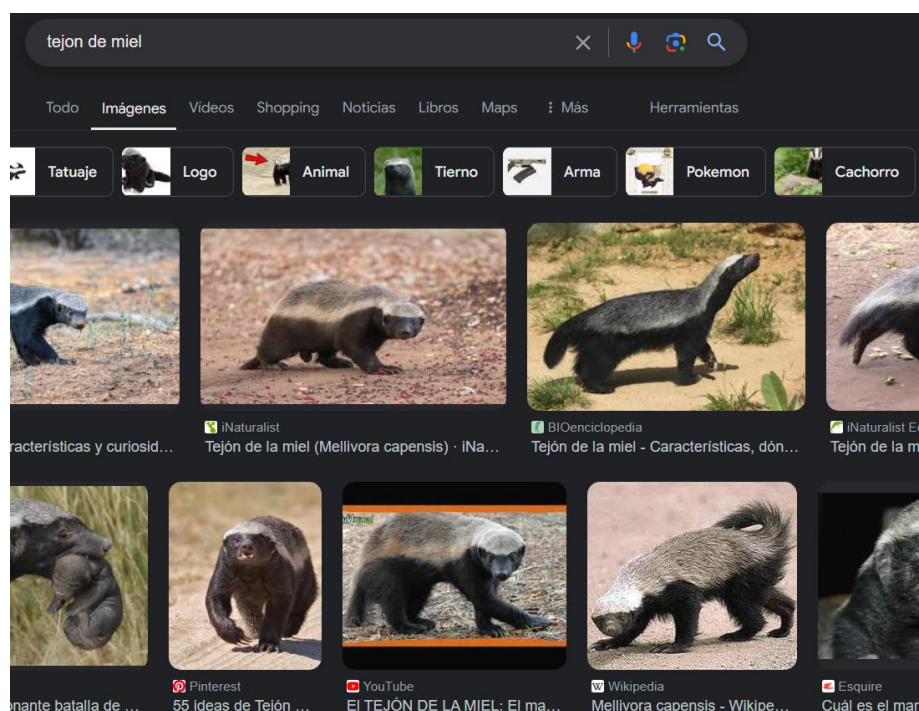 tejon de miel
Todo Imágenes Vídeos Shopping Noticias Libros Maps Más Herramientas
Tatuaje Logo Animal Tierno Arma Pokemon Cachorro
iNaturalist BIOenciclopedia iNaturalist
racterísticas y curiosid... Tejón de la miel (Mellivora capensis) · iNa... Tejón de la miel - Características, dón... Tejón de la m
Pinterest YouTube Wikipedia Esquire
onante batalla de ... 55 ideas de Tejón ... El TEJÓN DE LA MIEL: El ma... Mellivora capensis - Wikipe... Cuál es el mar